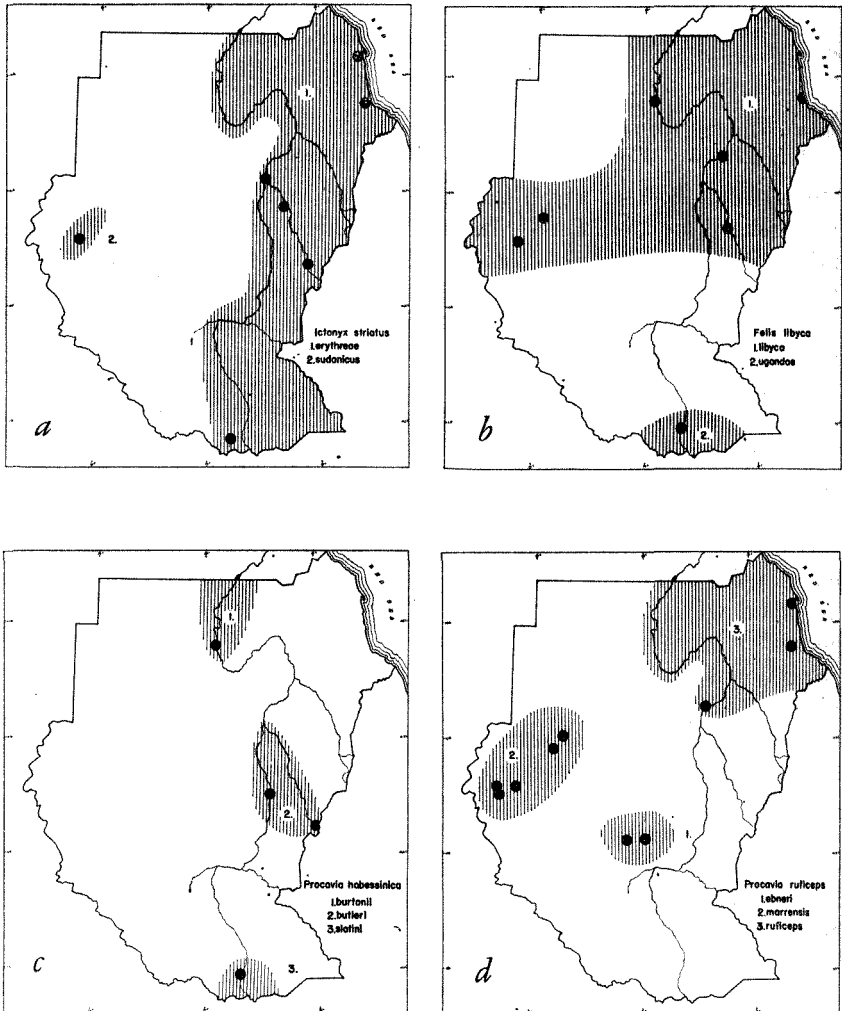 1.
2.
Ictonyx striatus
1.erythreae
2.sudanicus
a
1.
Felis libyca
1.libyca
2.ugandae
b
2.
1.
2.
Procavia habessinica
1.burtonii
2.butleri
3.slatini
c
3.
3.
2.
1.
Procavia ruficeps
1.ebneri
2.marrensis
3.ruficeps
d